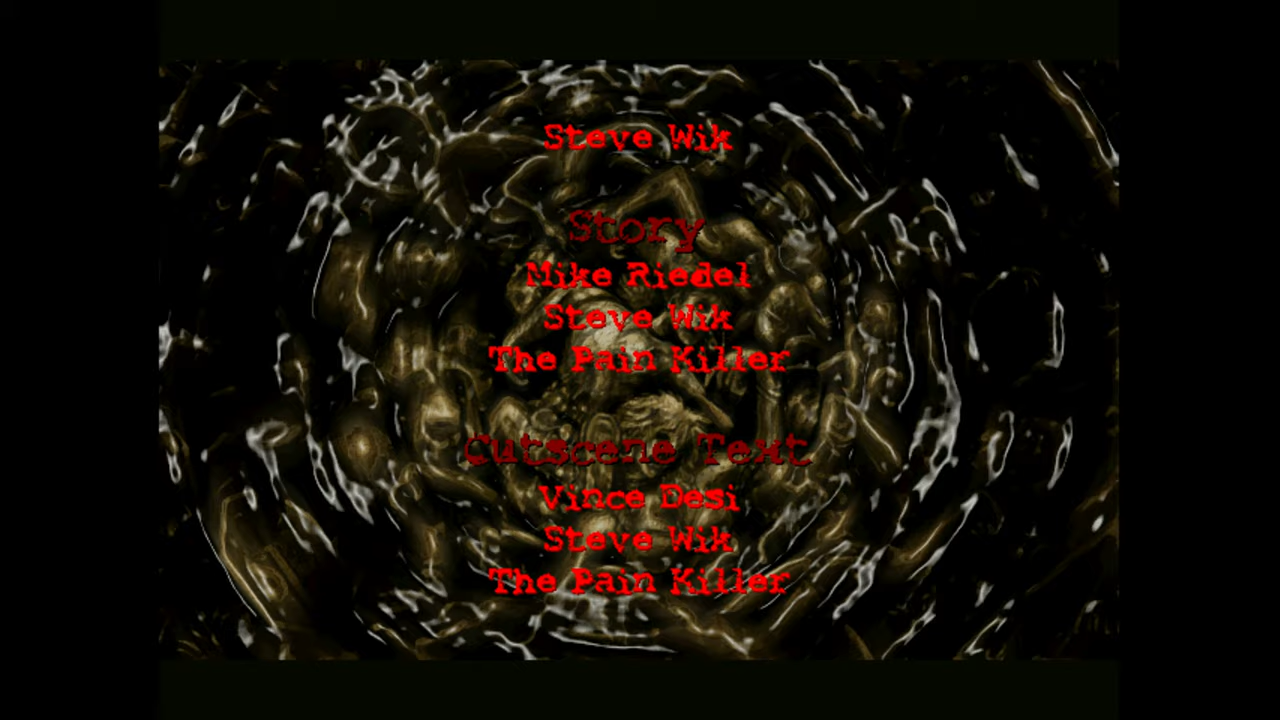 Steve Wik
Story
Mike Riedel
Steve Wik
The Pain Killer
Cutscene Text
Vince Desi
Steve Wik
The Pain Killer